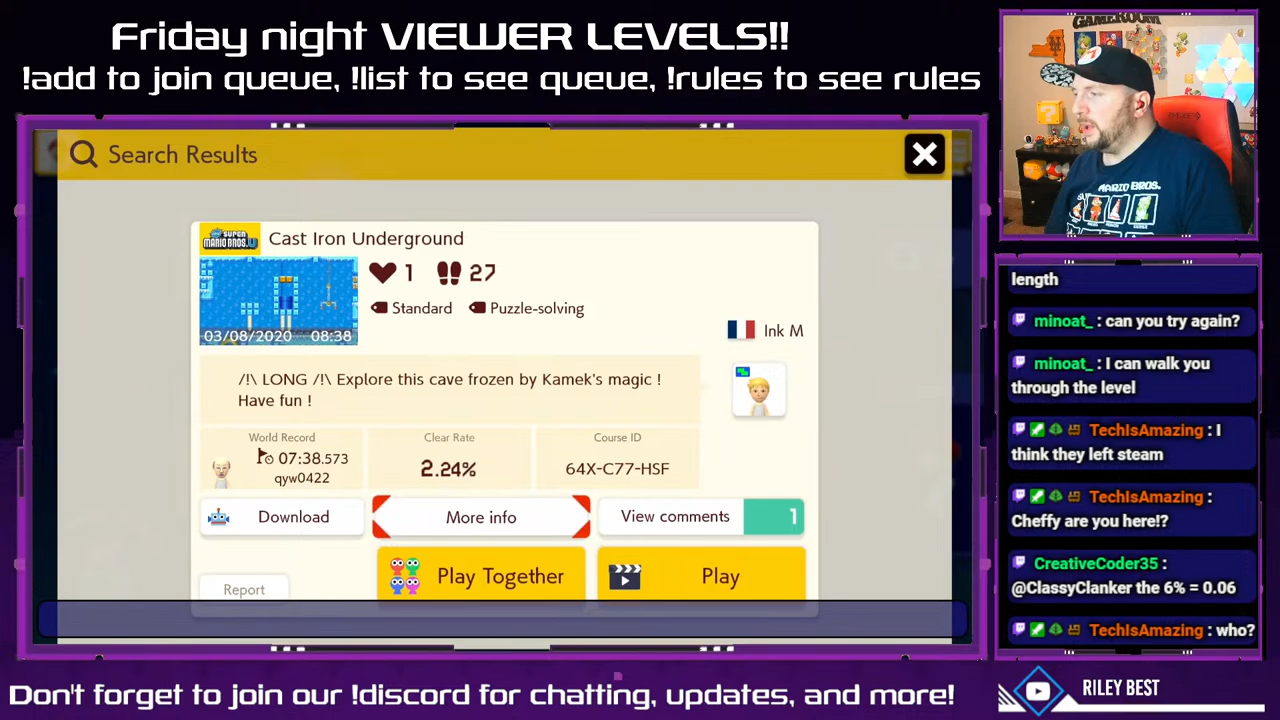 Friday night VIEWER LEVELS!!
!add to join queue, !list to see queue, !rules to see rules
Search Results
SUPER
MARIO BROS.U
Cast Iron Underground
1 27
Standard Puzzle-solving
03/08/2020 08:38
Ink M
/!\ LONG /!\ Explore this cave frozen by Kamek's magic !
Have fun !
World Record
07:38.573
qyw0422
Clear Rate
2.24%
Course ID
64X-C77-HSF
Download
More info
View comments 1
Report
Play Together
Play
MARIO BROS.
length
minoat_ : can you try again?
minoat_ : I can walk you
through the level
TechIsAmazing : I
think they left steam
TechIsAmazing :
Cheffy are you here!?
CreativeCoder35 :
@ClassyClanker the 6% = 0.06
TechIsAmazing : who?
Don't forget to join our !discord for chatting, updates, and more!
RILEY BEST